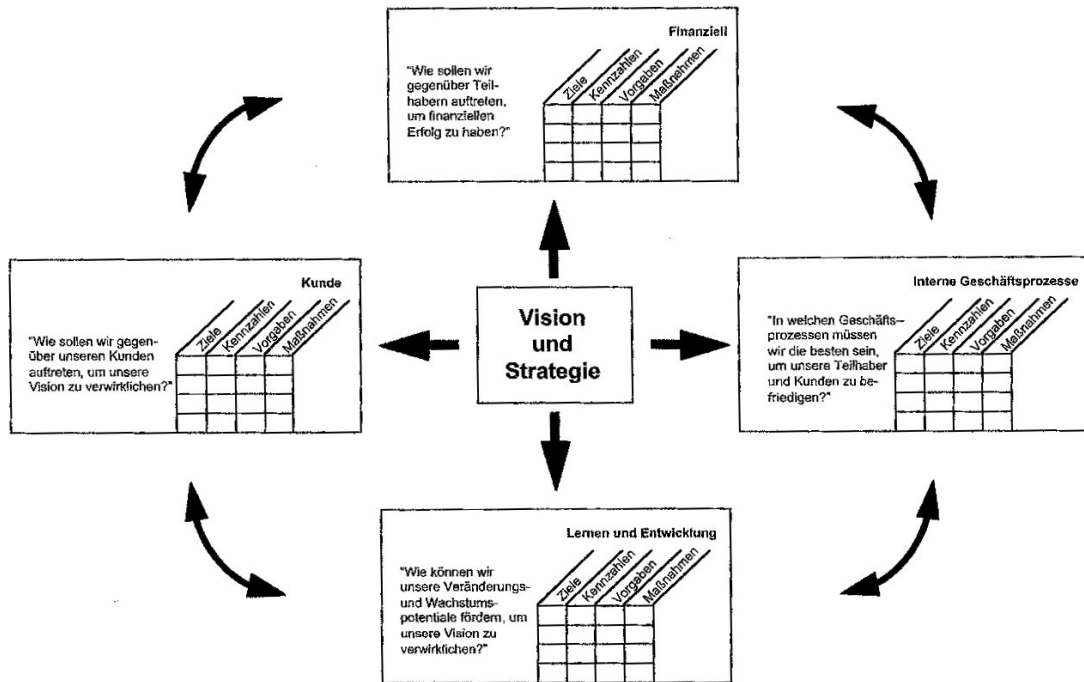 Finanziell
"Wie sollen wir
gegenüber Teil-
habern auftreten,
um finanziellen
Erfolg zu haben?"
Ziele
Kennzahlen
Vorgaben
Maßnahmen
Kunde
"Wie sollen wir gegen-
über unseren Kunden
auftreten, um unsere
Vision zu verwirklichen?"
Ziele
Kennzahlen
Vorgaben
Maßnahmen
Vision
und
Strategie
Interne Geschäftsprozesse
"In welchen Geschäfts-
prozessen müssen
wir die besten sein,
um unsere Teilhaber
und Kunden zu be-
friedigen?"
Ziele
Kennzahlen
Vorgaben
Maßnahmen
Lernen und Entwicklung
"Wie können wir
unsere Veränderungs-
und Wachstums-
potentiale fördern, um
unsere Vision zu
verwirklichen?"
Ziele
Kennzahlen
Vorgaben
Maßnahmen